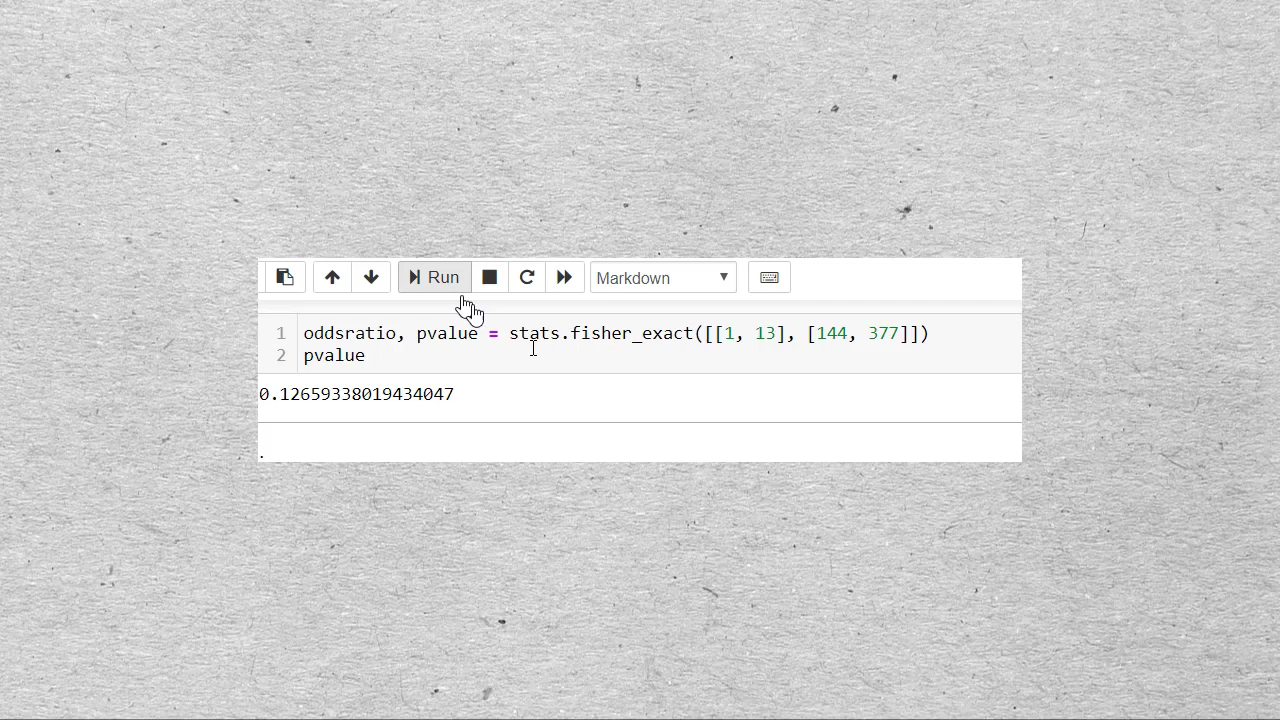 Run
Markdown
1 oddsratio, pvalue = stats.fisher_exact([[1, 13], [144, 377]])
2 pvalue
0.12659338019434047
.